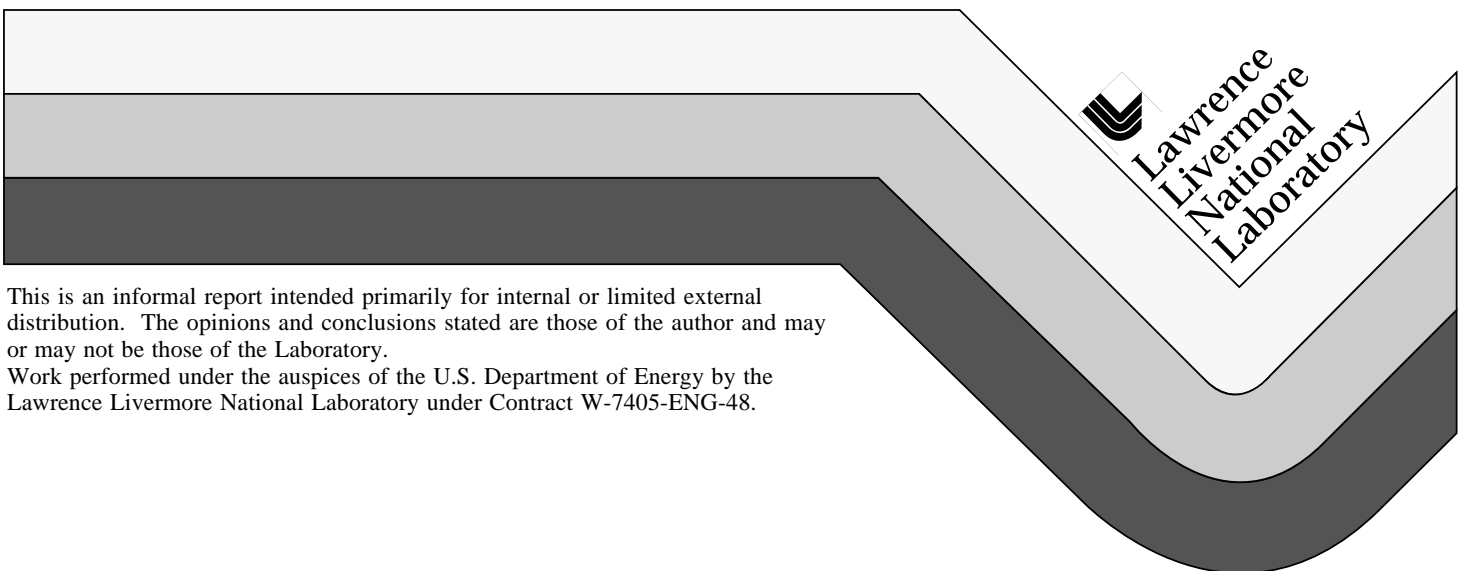 Lawrence
Livermore
National
Laboratory
This is an informal report intended primarily for internal or limited external
distribution. The opinions and conclusions stated are those of the author and may
or may not be those of the Laboratory.
Work performed under the auspices of the U.S. Department of Energy by the
Lawrence Livermore National Laboratory under Contract W-7405-ENG-48.